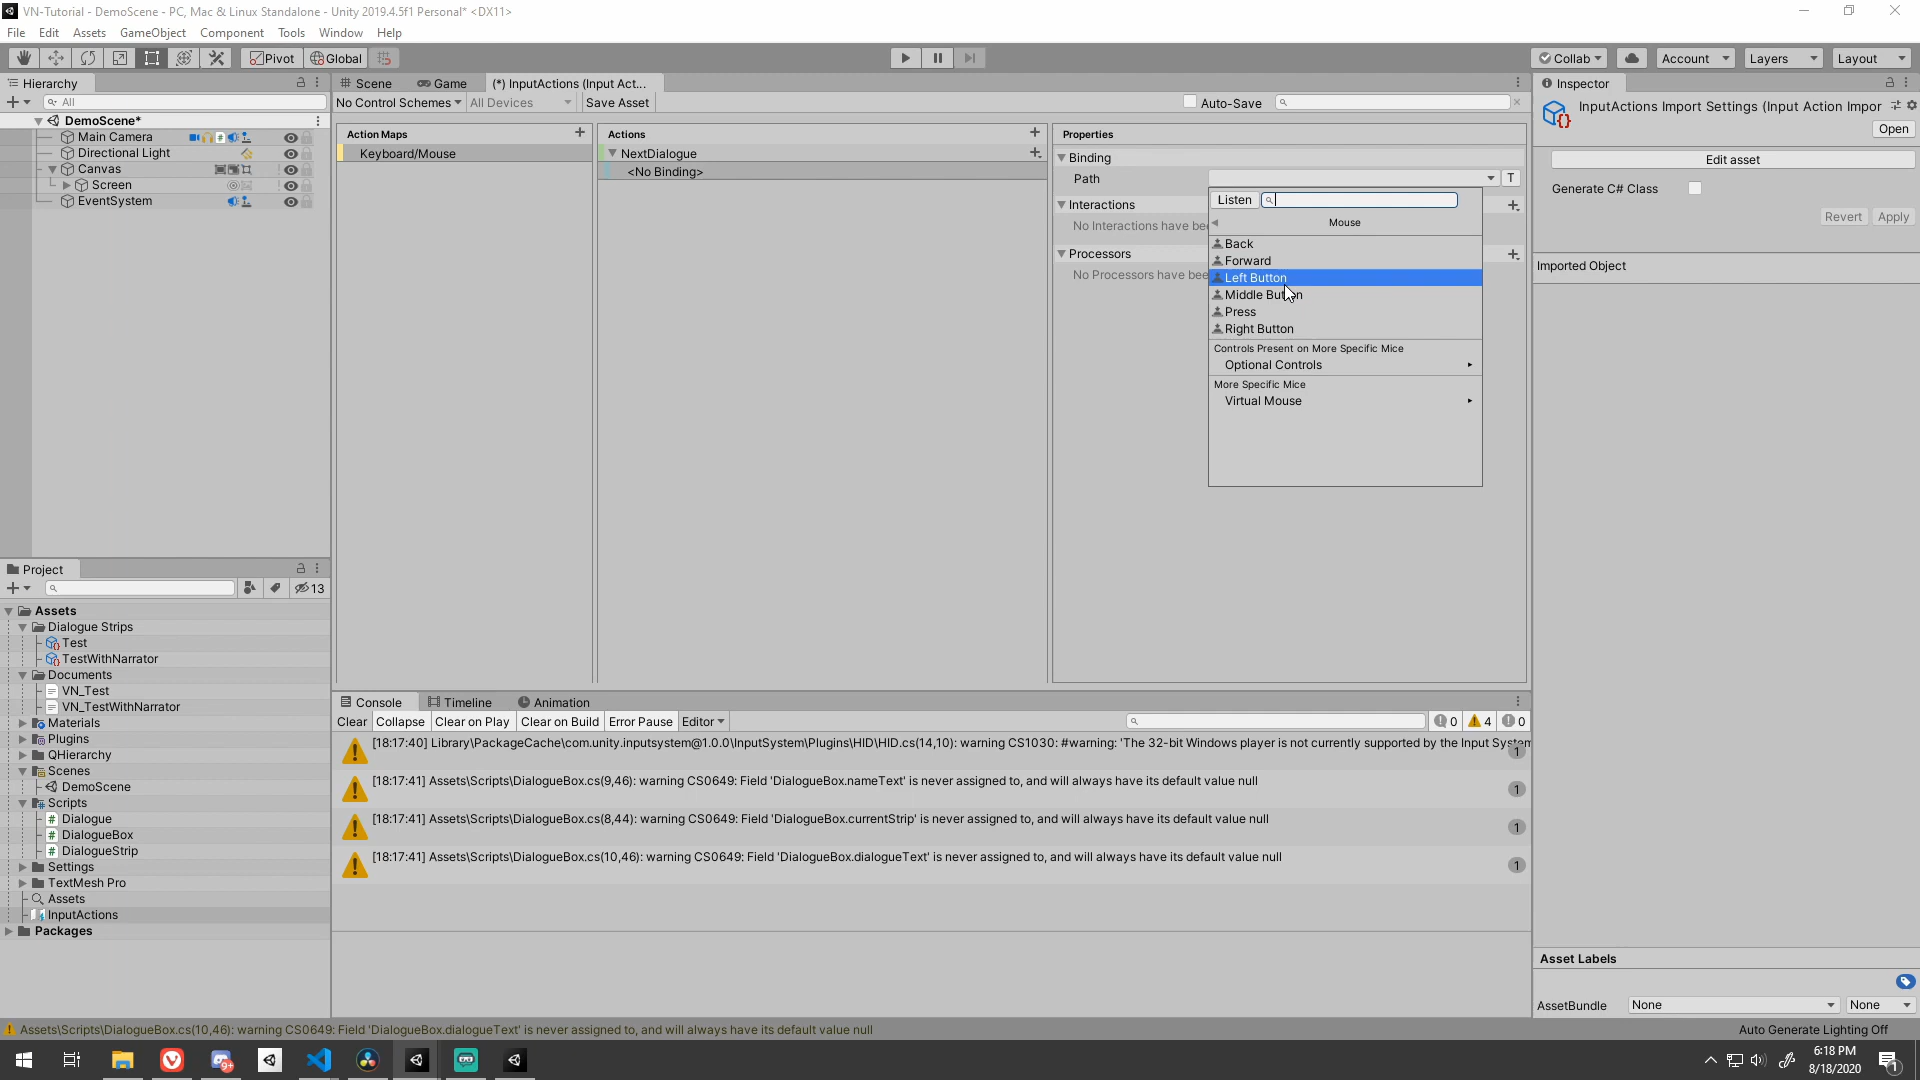 VN-Tutorial - DemoScene - PC, Mac & Linux Standalone - Unity 2019.4.5f1 Personal* <DX11>
File Edit Assets GameObject Component Tools Window Help
Pivot Global Collab Account Layers Layout
Hierarchy
All
DemoScene*
Main Camera
Directional Light
Canvas
Screen
EventSystem
Scene Game (*) InputActions (Input Act...
No Control Schemes All Devices Save Asset Auto-Save
Action Maps
Keyboard/Mouse
Actions
NextDialogue
<No Binding>
Properties
Binding
Path T
Interactions
No Interactions have bee
Processors
No Processors have bee
Listen
Mouse
Back
Forward
Left Button
Middle Button
Press
Right Button
Controls Present on More Specific Mice
Optional Controls
More Specific Mice
Virtual Mouse
Inspector
InputActions Import Settings (Input Action Impor
Open
Edit asset
Generate C# Class
Revert Apply
Imported Object
Project
13
Assets
Dialogue Strips
Test
TestWithNarrator
Documents
VN_Test
VN_TestWithNarrator
Materials
Plugins
QHierarchy
Scenes
DemoScene
Scripts
Dialogue
DialogueBox
DialogueStrip
Settings
TextMesh Pro
Assets
InputActions
Packages
Console Timeline Animation
Clear Collapse Clear on Play Clear on Build Error Pause Editor 0 4 0
[18:17:40] Library\PackageCache\com.unity.inputsystem@1.0.0\InputSystem\Plugins\HID\HID.cs(14,10): warning CS1030: #warning: 'The 32-bit Windows player is not currently supported by the Input System
1
[18:17:41] Assets\Scripts\DialogueBox.cs(9,46): warning CS0649: Field 'DialogueBox.nameText' is never assigned to, and will always have its default value null
1
[18:17:41] Assets\Scripts\DialogueBox.cs(8,44): warning CS0649: Field 'DialogueBox.currentStrip' is never assigned to, and will always have its default value null
1
[18:17:41] Assets\Scripts\DialogueBox.cs(10,46): warning CS0649: Field 'DialogueBox.dialogueText' is never assigned to, and will always have its default value null
1
Asset Labels
AssetBundle None None
Assets\Scripts\DialogueBox.cs(10,46): warning CS0649: Field 'DialogueBox.dialogueText' is never assigned to, and will always have its default value null
Auto Generate Lighting Off
9+
6:18 PM
8/18/2020
1